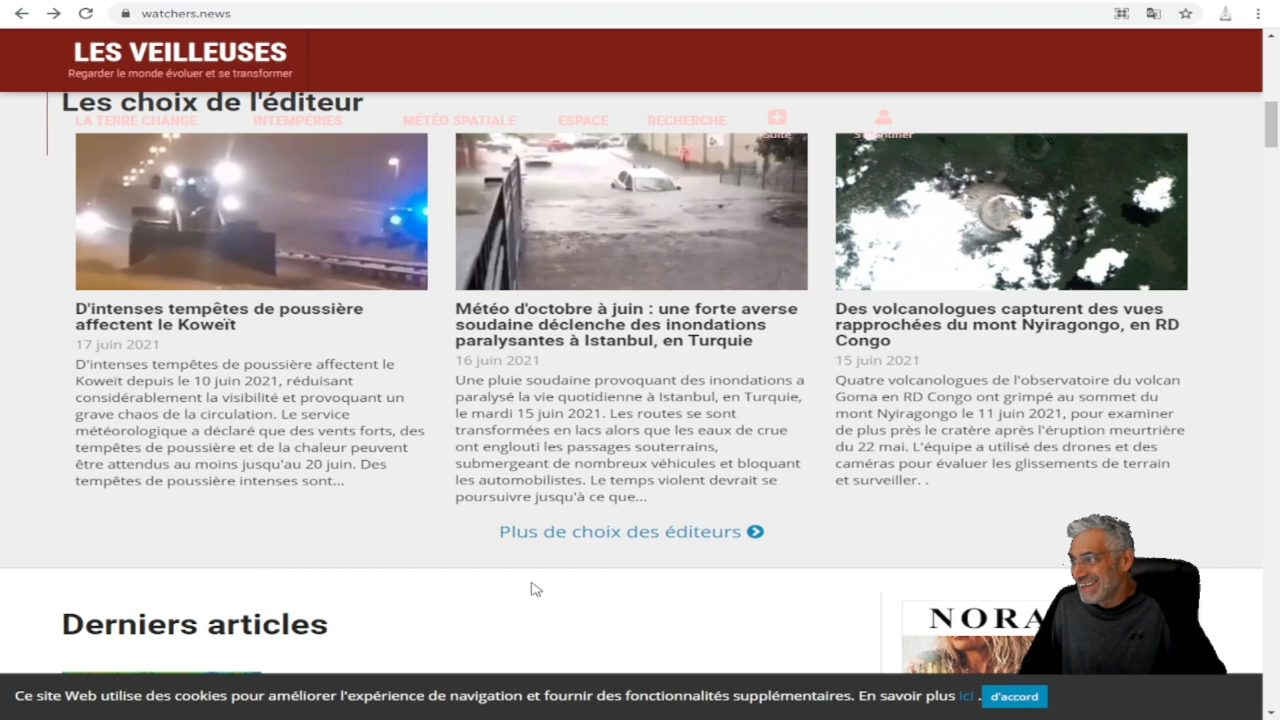 watchers.news
LES VEILLEUSES
Regarder le monde évoluer et se transformer
Les choix de l'éditeur
LA TERRE CHANGE INTEMPÉRIES MÉTÉO SPATIALE ESPACE RECHERCHE Suite S'identifier
D'intenses tempêtes de poussière
affectent le Koweït
17 juin 2021
D'intenses tempêtes de poussière affectent le
Koweït depuis le 10 juin 2021, réduisant
considérablement la visibilité et provoquant un
grave chaos de la circulation. Le service
météorologique a déclaré que des vents forts, des
tempêtes de poussière et de la chaleur peuvent
être attendus au moins jusqu'au 20 juin. Des
tempêtes de poussière intenses sont...
Météo d'octobre à juin : une forte averse
soudaine déclenche des inondations
paralysantes à Istanbul, en Turquie
16 juin 2021
Une pluie soudaine provoquant des inondations a
paralysé la vie quotidienne à Istanbul, en Turquie,
le mardi 15 juin 2021. Les routes se sont
transformées en lacs alors que les eaux de crue
ont englouti les passages souterrains,
submergeant de nombreux véhicules et bloquant
les automobilistes. Le temps violent devrait se
poursuivre jusqu'à ce que...
Des volcanologues capturent des vues
rapprochées du mont Nyiragongo, en RD
Congo
15 juin 2021
Quatre volcanologues de l'observatoire du volcan
Goma en RD Congo ont grimpé au sommet du
mont Nyiragongo le 11 juin 2021, pour examiner
de plus près le cratère après l'éruption meurtrière
du 22 mai. L'équipe a utilisé des drones et des
caméras pour évaluer les glissements de terrain
et surveiller. .
Plus de choix des éditeurs
Derniers articles
NORA
Ce site Web utilise des cookies pour améliorer l'expérience de navigation et fournir des fonctionnalités supplémentaires. En savoir plus ici . d'accord